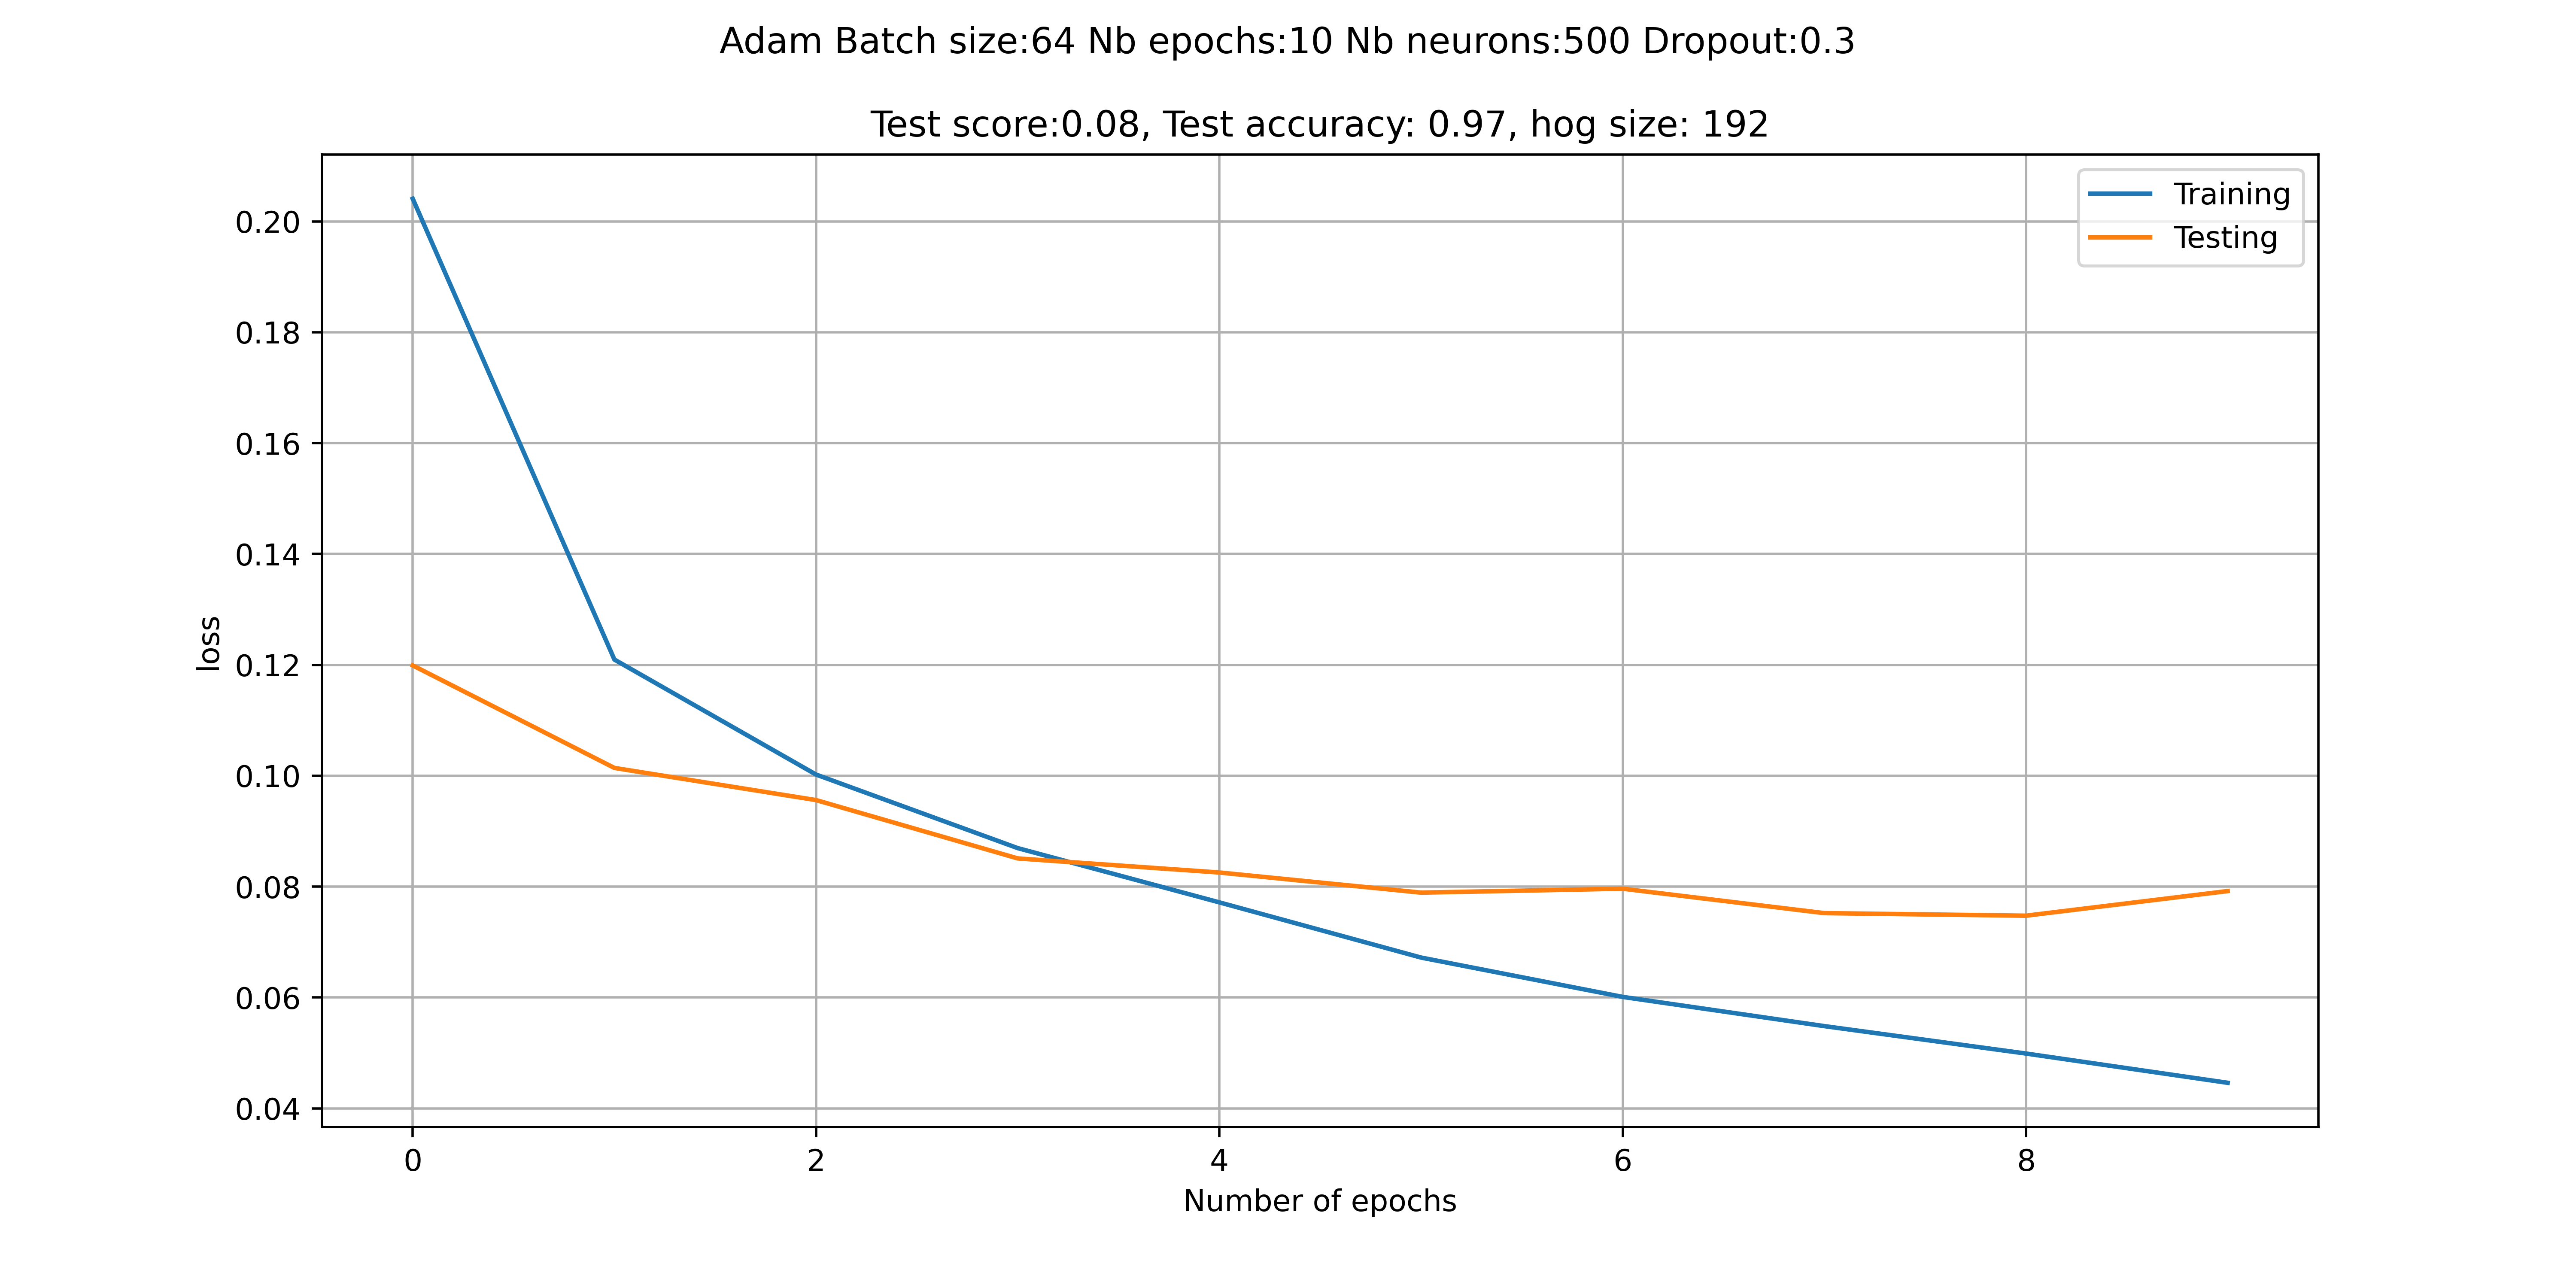 Adam Batch size:64 Nb epochs:10 Nb neurons:500 Dropout:0.3
Test score:0.08, Test accuracy: 0.97, hog size: 192
Training
Testing
0.20
0.18
0.16
0.14
0.12
0.10
0.08
0.06
0.04
loss
0 2 4 6 8
Number of epochs